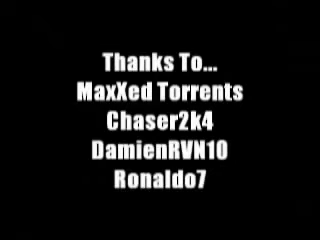 Thanks To...
MaxXed Torrents
Chaser2k4
DamienRVN10
Ronaldo7